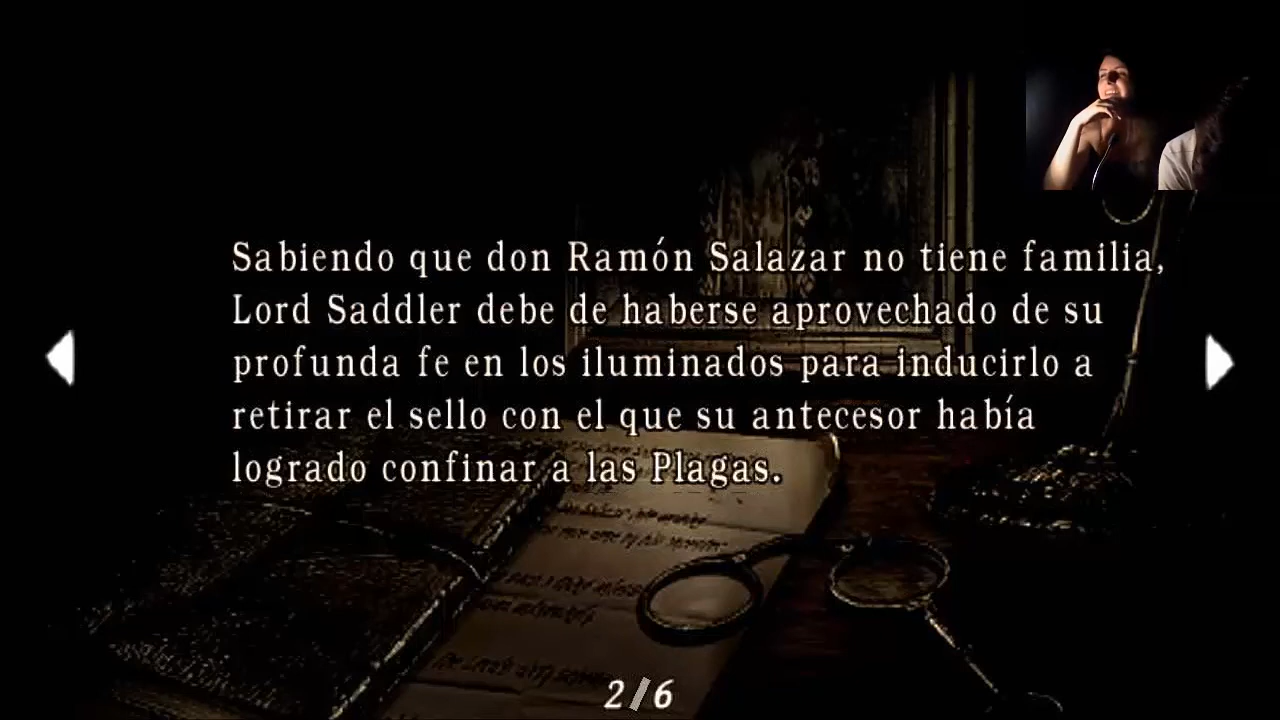 Sabiendo que don Ramón Salazar no tiene familia,
Lord Saddler debe de haberse aprovechado de su
profunda fe en los iluminados para inducirlo a
retirar el sello con el que su antecesor había
logrado confinar a las Plagas.
2/6